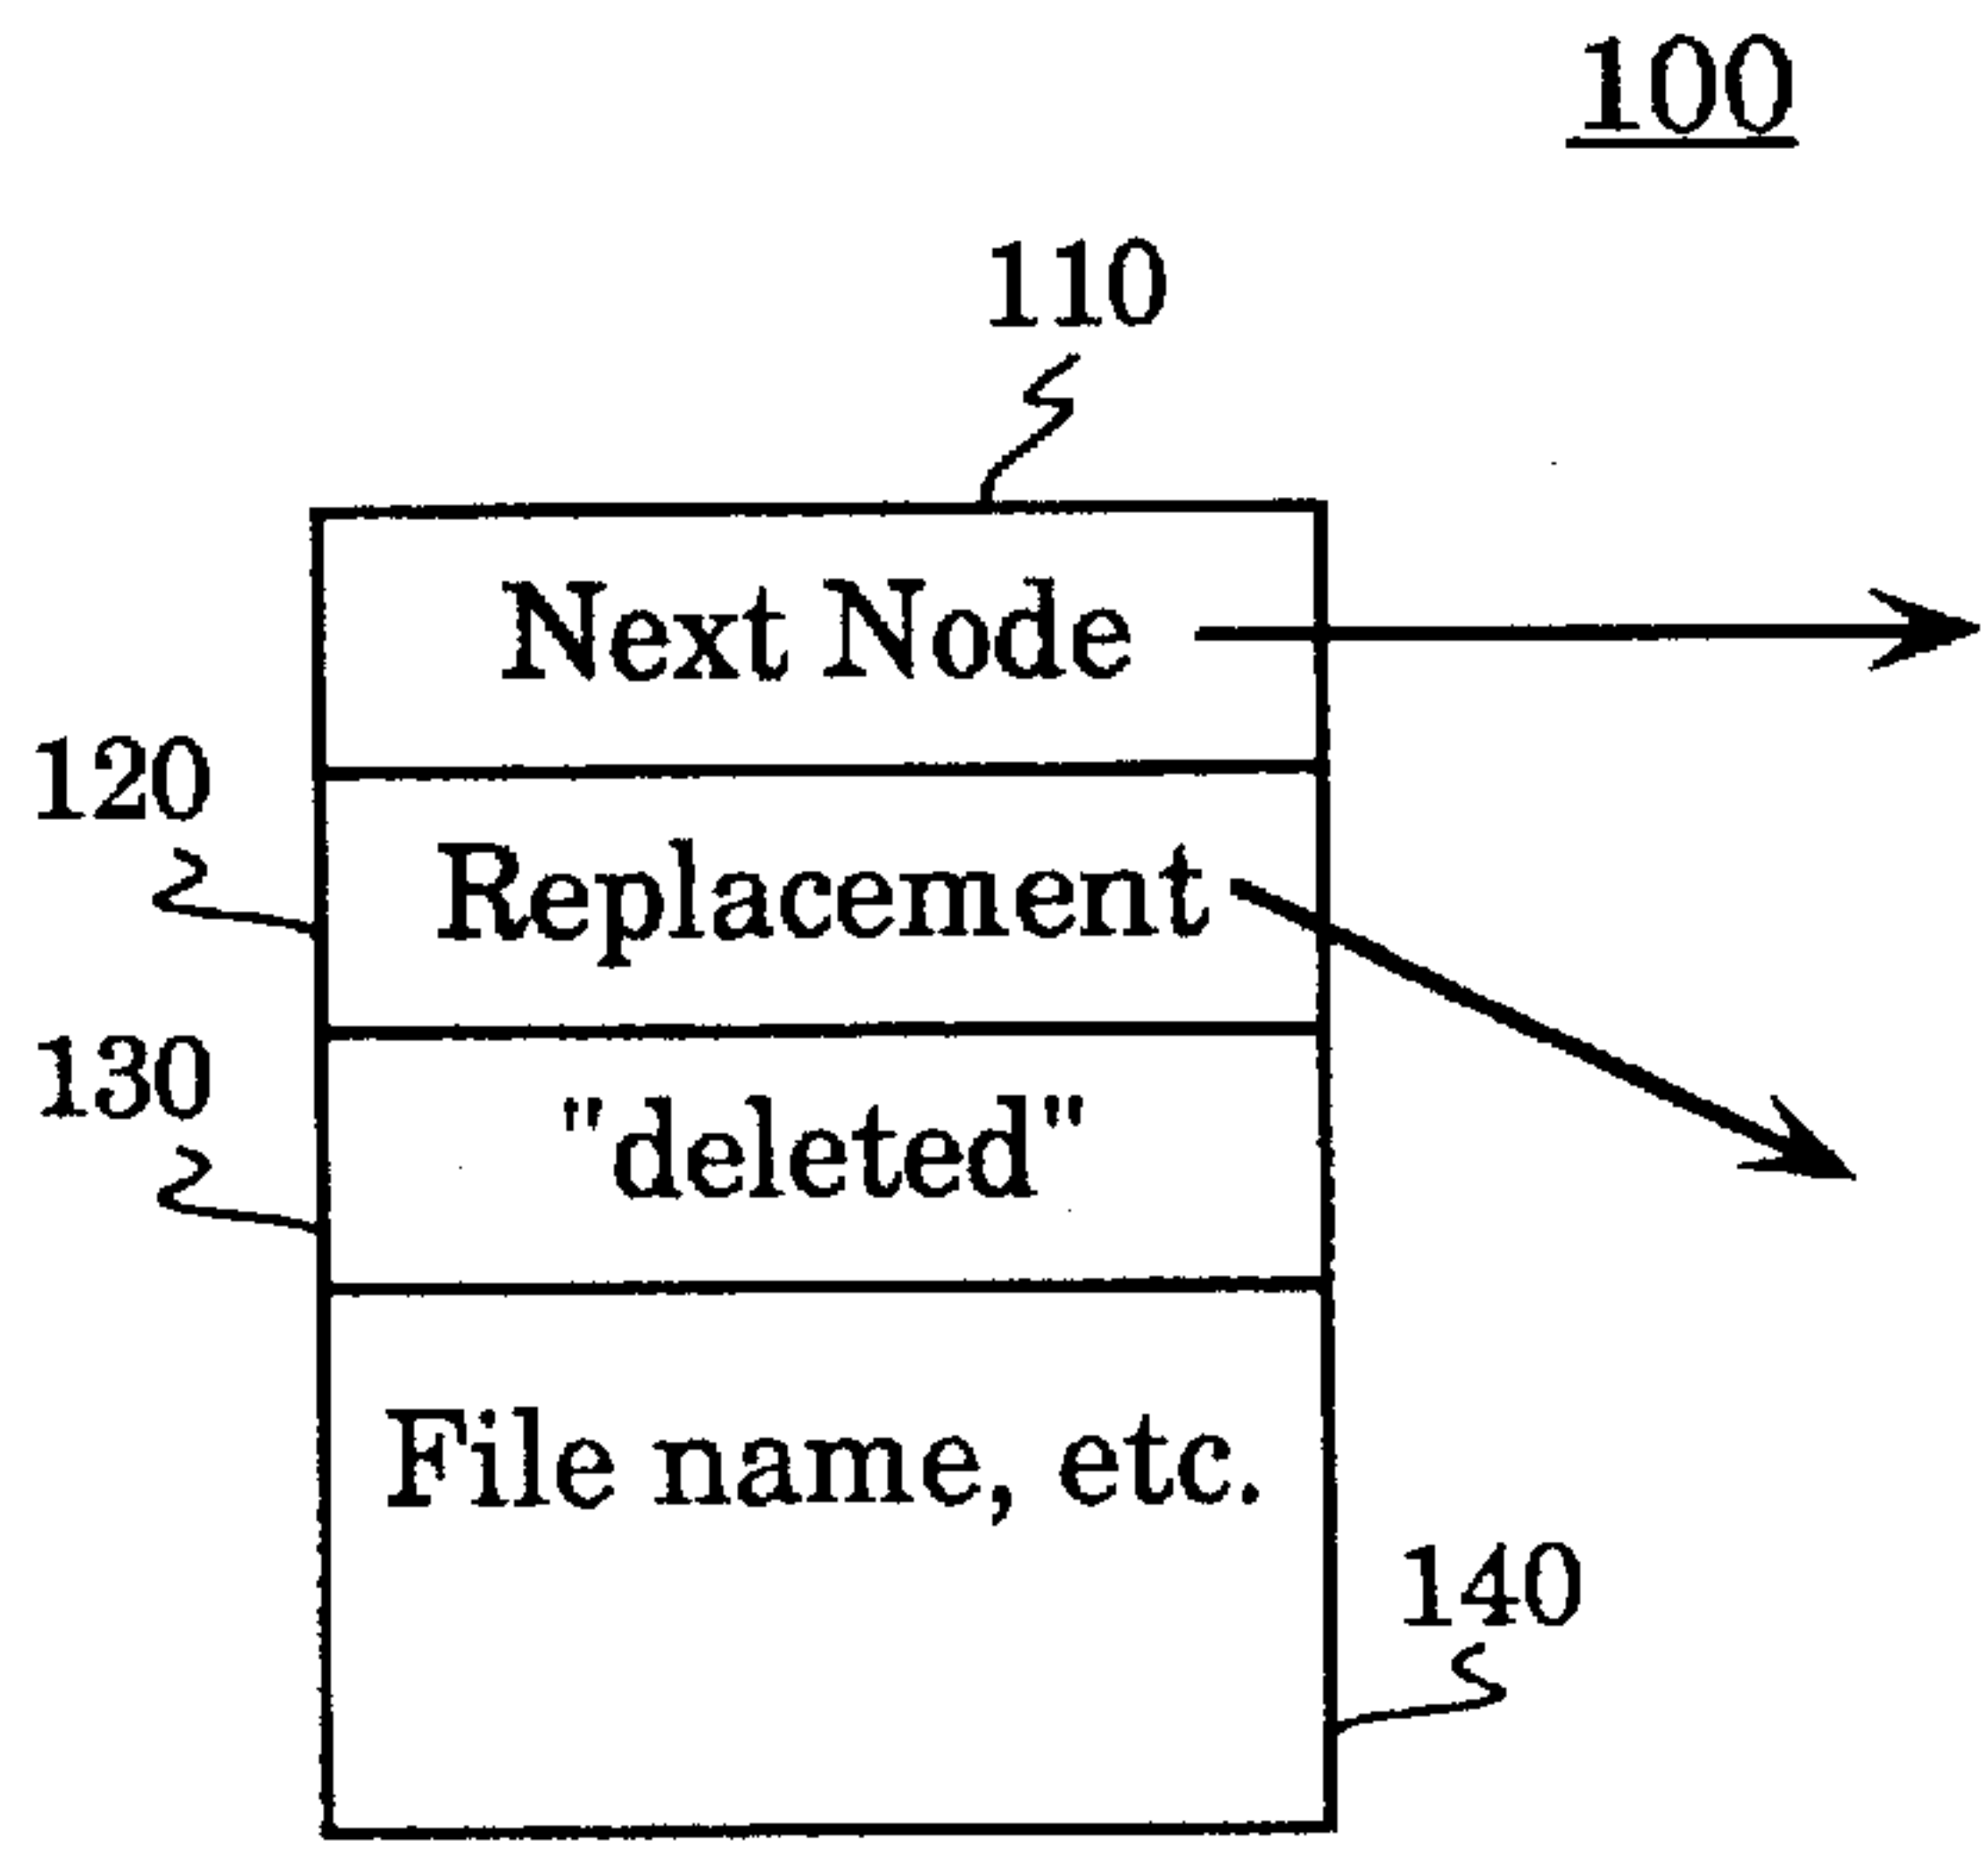 100
110
Next Node
120
Replacement
130
"deleted"
File name, etc.
140